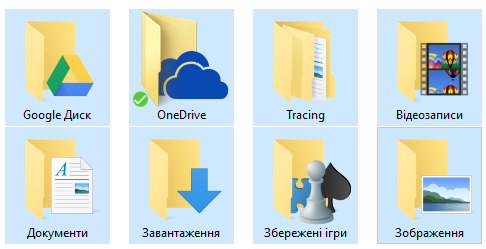 Google Диск
OneDrive
Tracing
Відеозаписи
Документи
Завантаження
Збережені ігри
Зображення